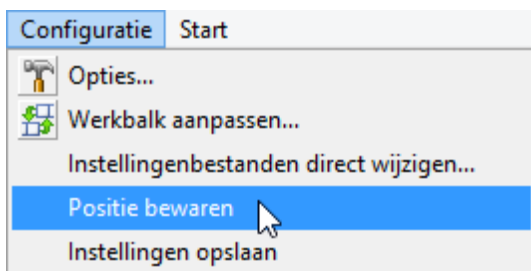 Configuratie Start
Opties...
Werkbalk aanpassen...
Instellingenbestanden direct wijzigen...
Positie bewaren
Instellingen opslaan